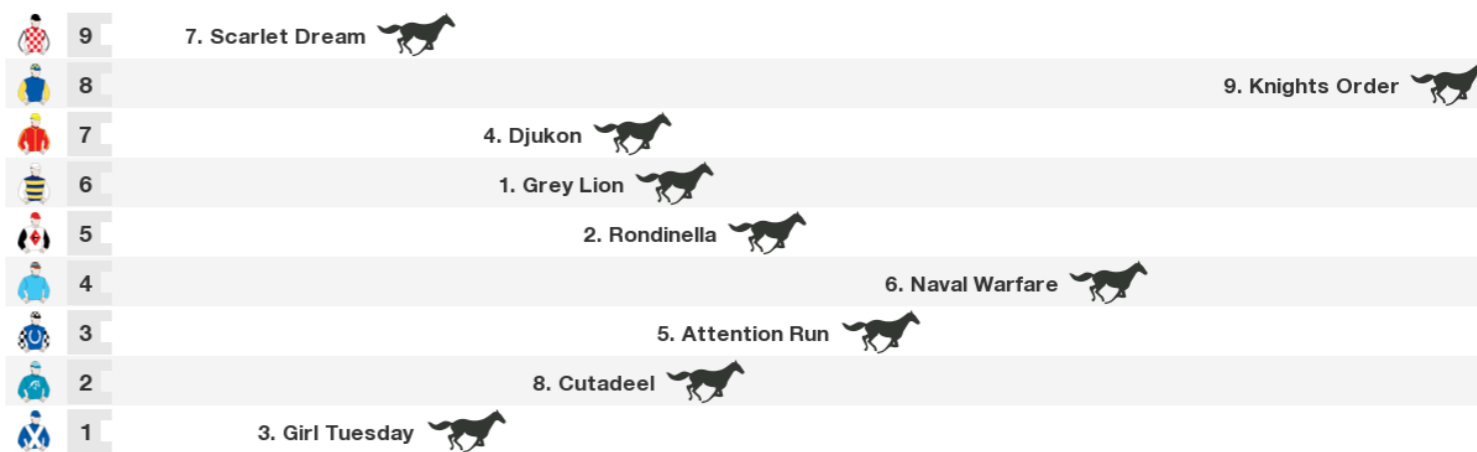 9 7. Scarlet Dream
8 9. Knights Order
7 4. Djukon
6 1. Grey Lion
5 2. Rondinella
4 6. Naval Warfare
3 5. Attention Run
2 8. Cutadeel
1 3. Girl Tuesday